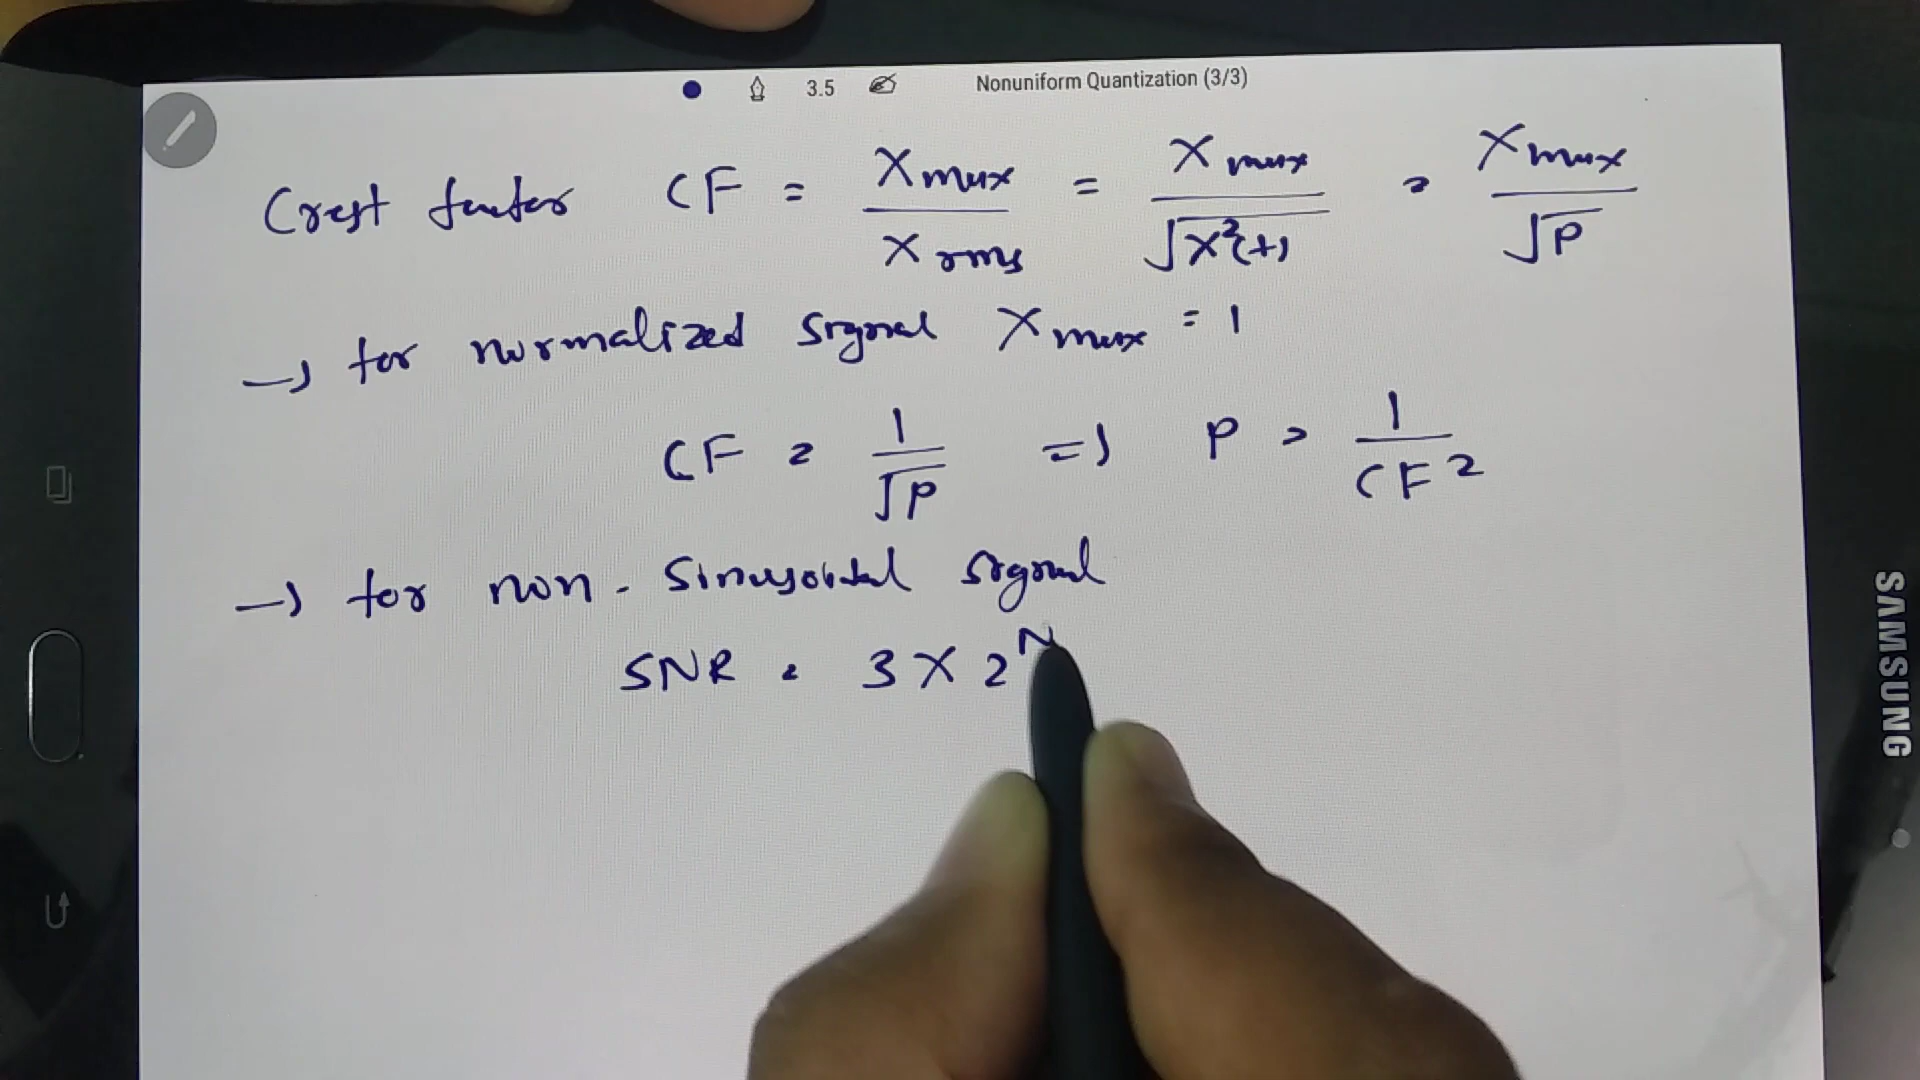 3.5 Nonuniform Quantization (3/3)
Crest factor CF = Xmax / Xrms = Xmax / √X²(t) = Xmax / √P
→ for normalized signal Xmax = 1
CF = 1 / √P ⇒ P = 1 / CF²
→ for non-sinusoidal signal
SNR = 3 X 2^N
SAMSUNG